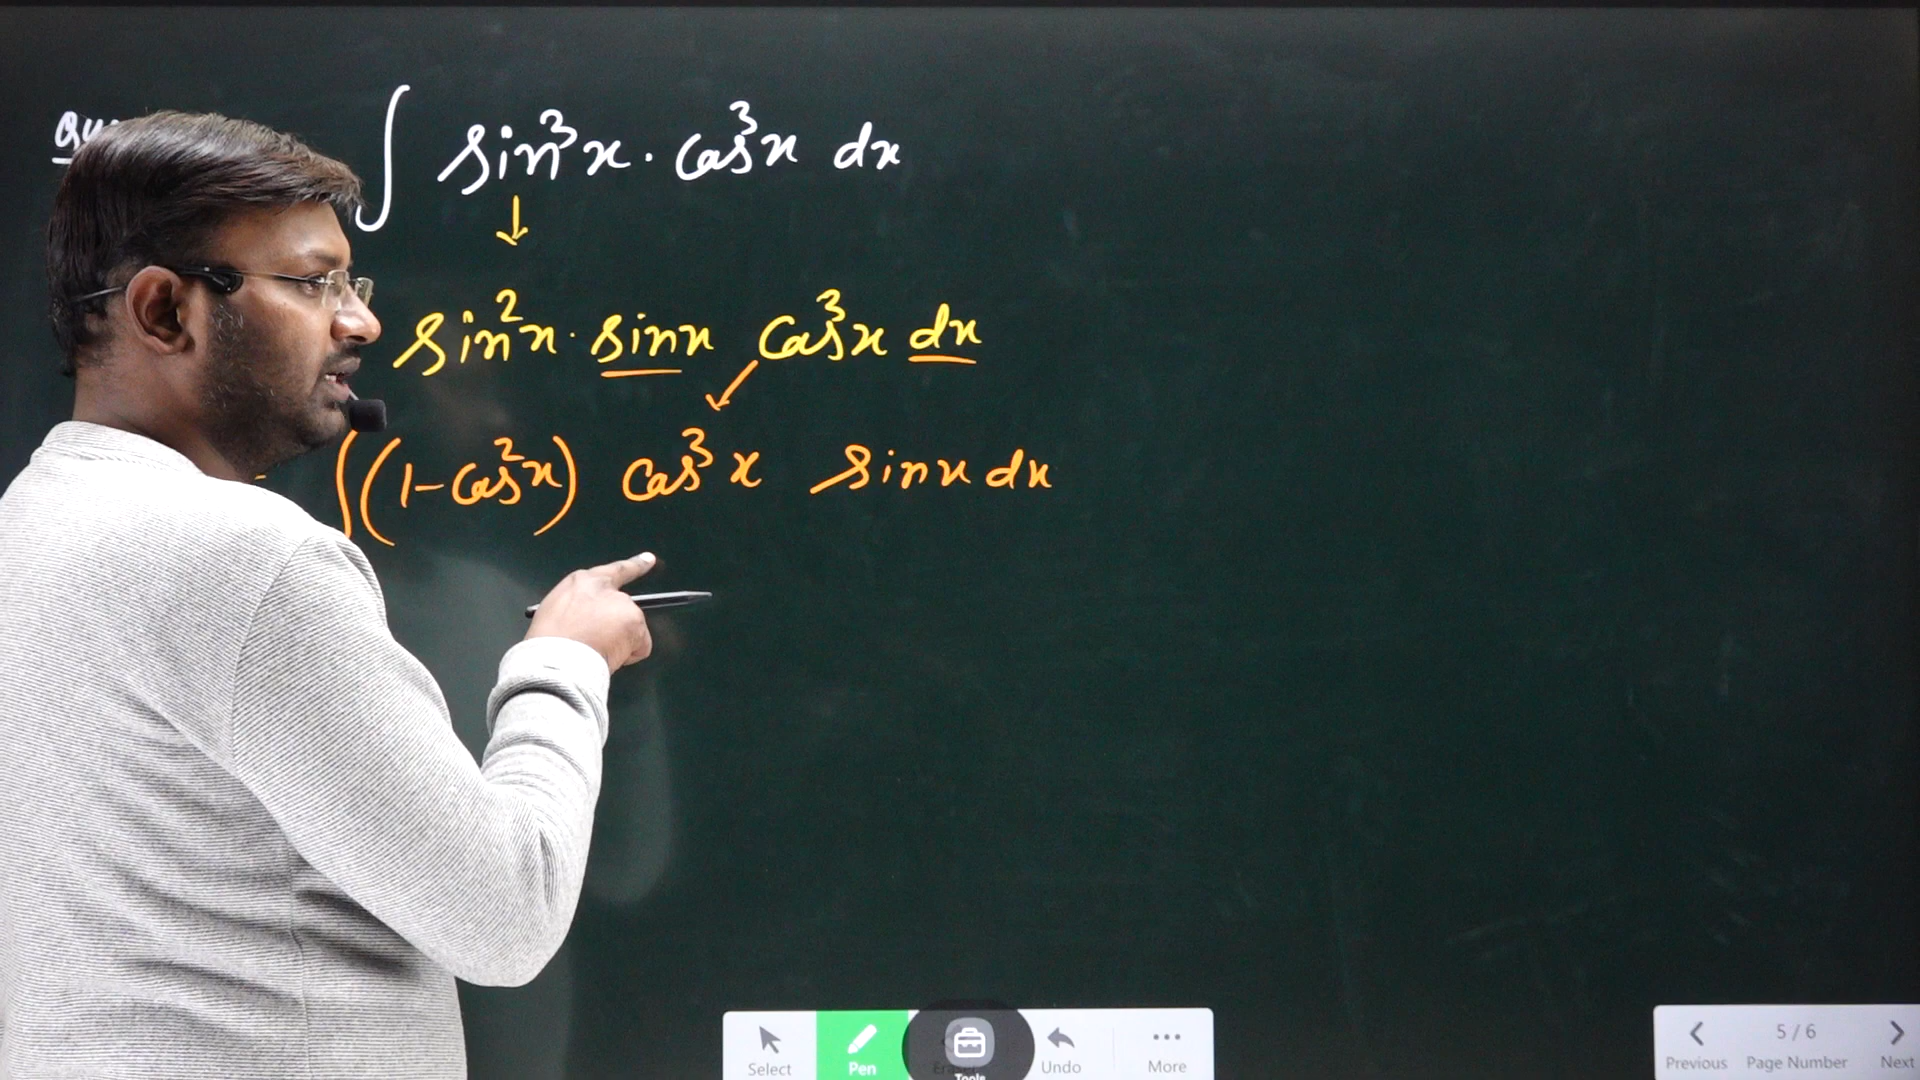 ∫ sin³x · cos³x dx
↓
sin²x · sinx cos³x dx
∫(1-cos²x) cos³x sinx dx
Select Pen Tools Undo More
5 / 6
Previous Page Number Next